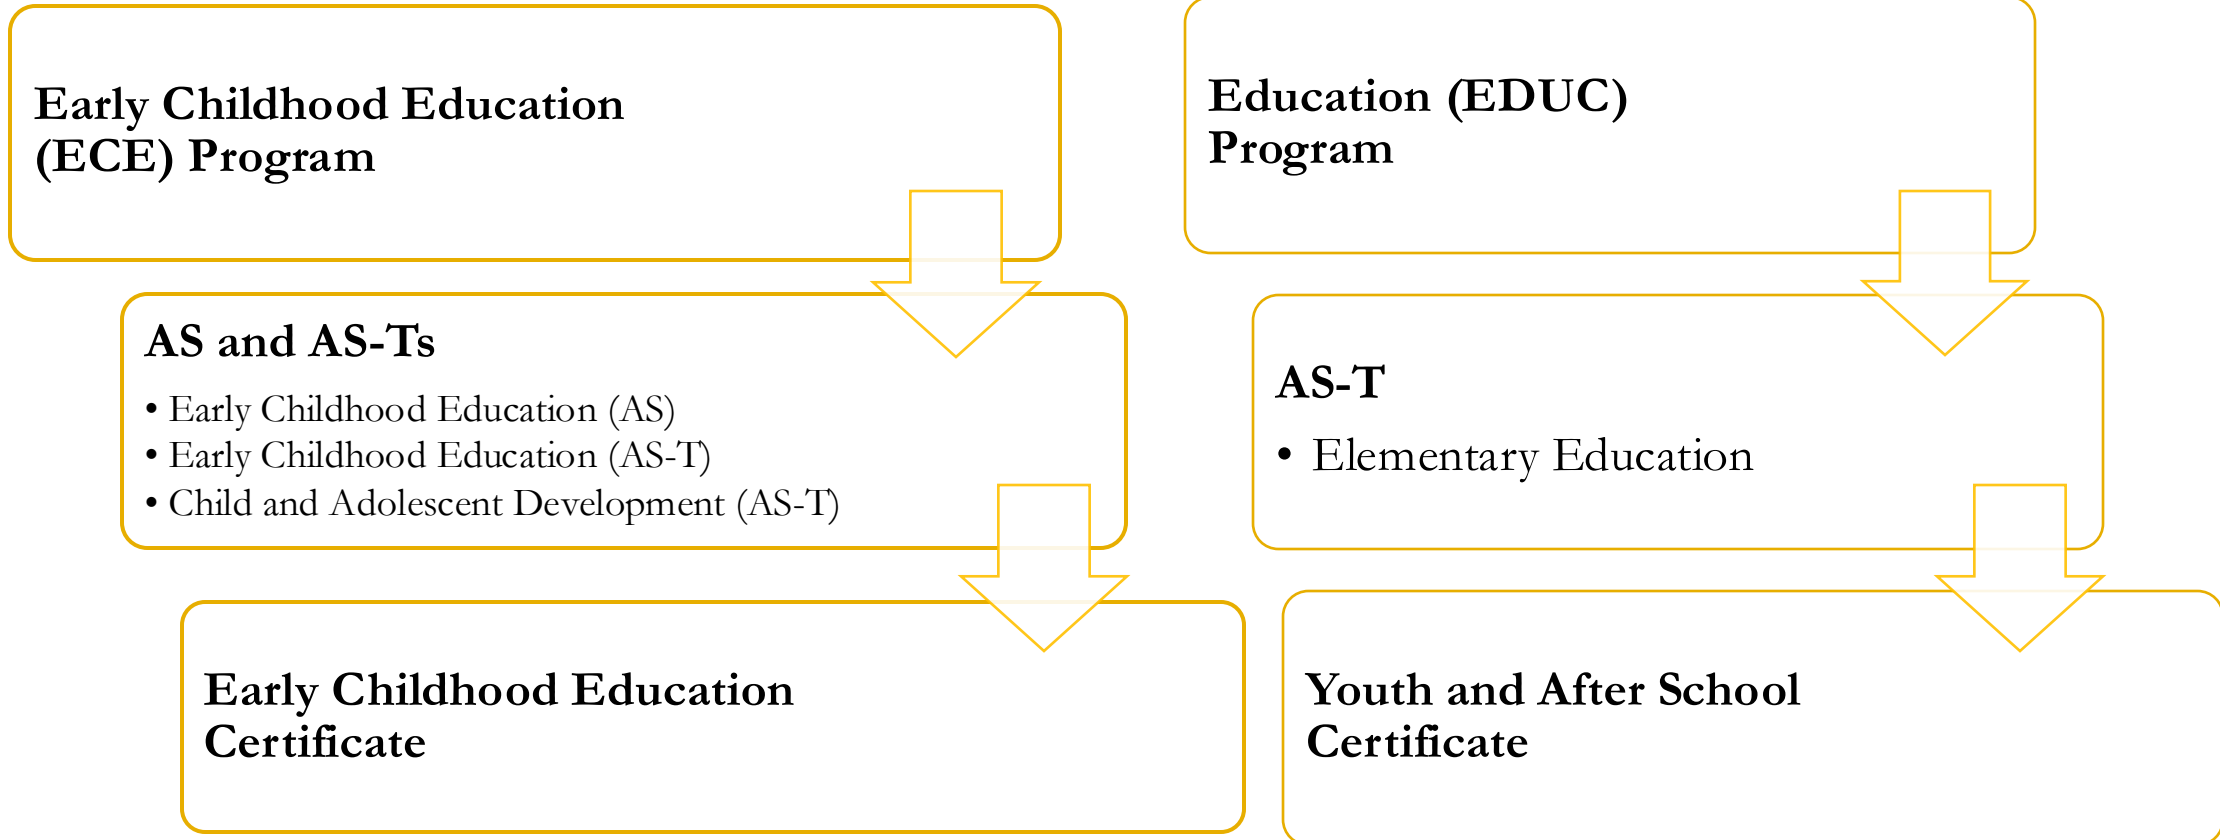 Early Childhood Education
(ECE) Program
AS and AS-Ts
• Early Childhood Education (AS)
• Early Childhood Education (AS-T)
• Child and Adolescent Development (AS-T)
Early Childhood Education
Certificate
Education (EDUC)
Program
AS-T
• Elementary Education
Youth and After School
Certificate